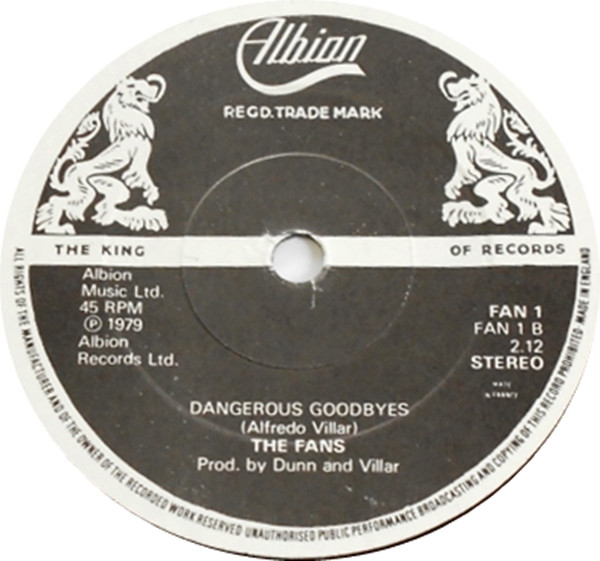 Albion
REGD. TRADE MARK
THE KING
OF RECORDS
Albion
Music Ltd.
45 RPM
Ⓟ 1979
Albion
Records Ltd.
FAN 1
FAN 1 B
2.12
STEREO
MADE
IN FRANCE
DANGEROUS GOODBYES
(Alfredo Villar)
THE FANS
Prod. by Dunn and Villar
ALL RIGHTS OF THE MANUFACTURER AND OF THE OWNER OF THE RECORDED WORK RESERVED UNAUTHORISED PUBLIC PERFORMANCE BROADCASTING AND COPYING OF THIS RECORD PROHIBITED · MADE IN ENGLAND